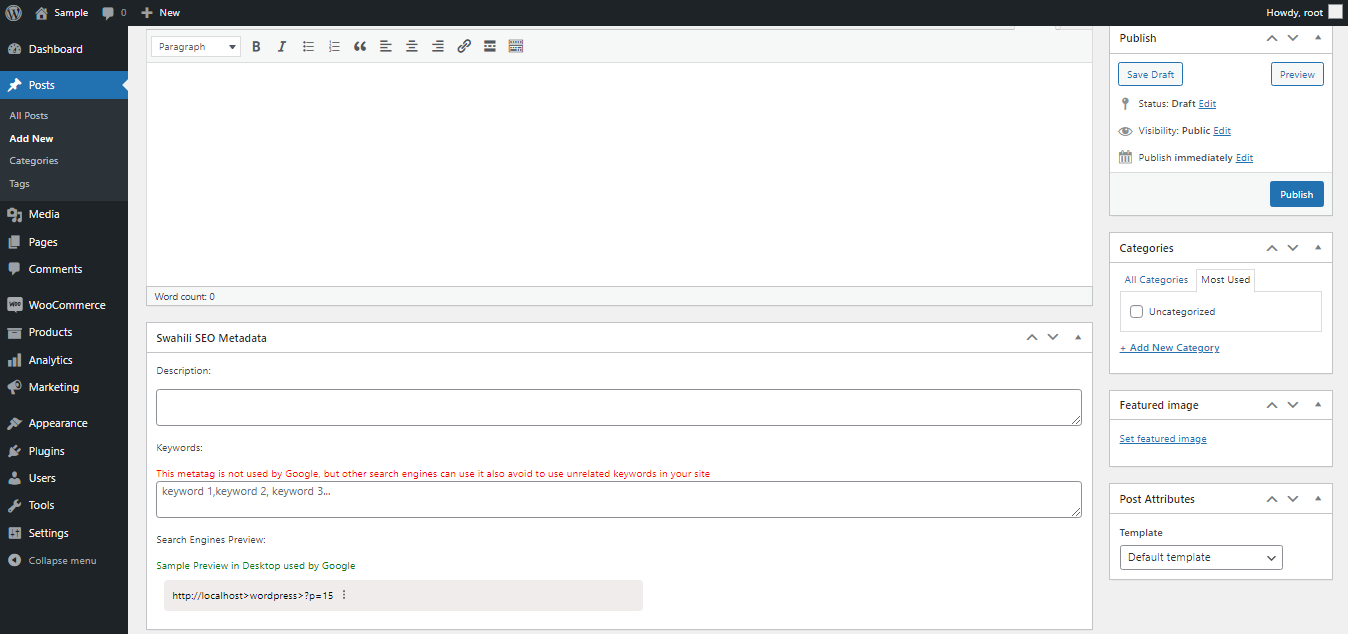 Sample
0
New
Howdy, root
Dashboard
Posts
All Posts
Add New
Categories
Tags
Media
Pages
Comments
WooCommerce
Products
Analytics
Marketing
Appearance
Plugins
Users
Tools
Settings
Collapse menu
Paragraph
B I
Word count: 0
Swahili SEO Metadata
Description:
Keywords:
This metatag is not used by Google, but other search engines can use it also avoid to use unrelated keywords in your site
keyword 1,keyword 2, keyword 3...
Search Engines Preview:
Sample Preview in Desktop used by Google
http://localhost>wordpress>?p=15
Publish
Save Draft
Preview
Status: Draft Edit
Visibility: Public Edit
Publish immediately Edit
Publish
Categories
All Categories
Most Used
Uncategorized
+ Add New Category
Featured image
Set featured image
Post Attributes
Template
Default template